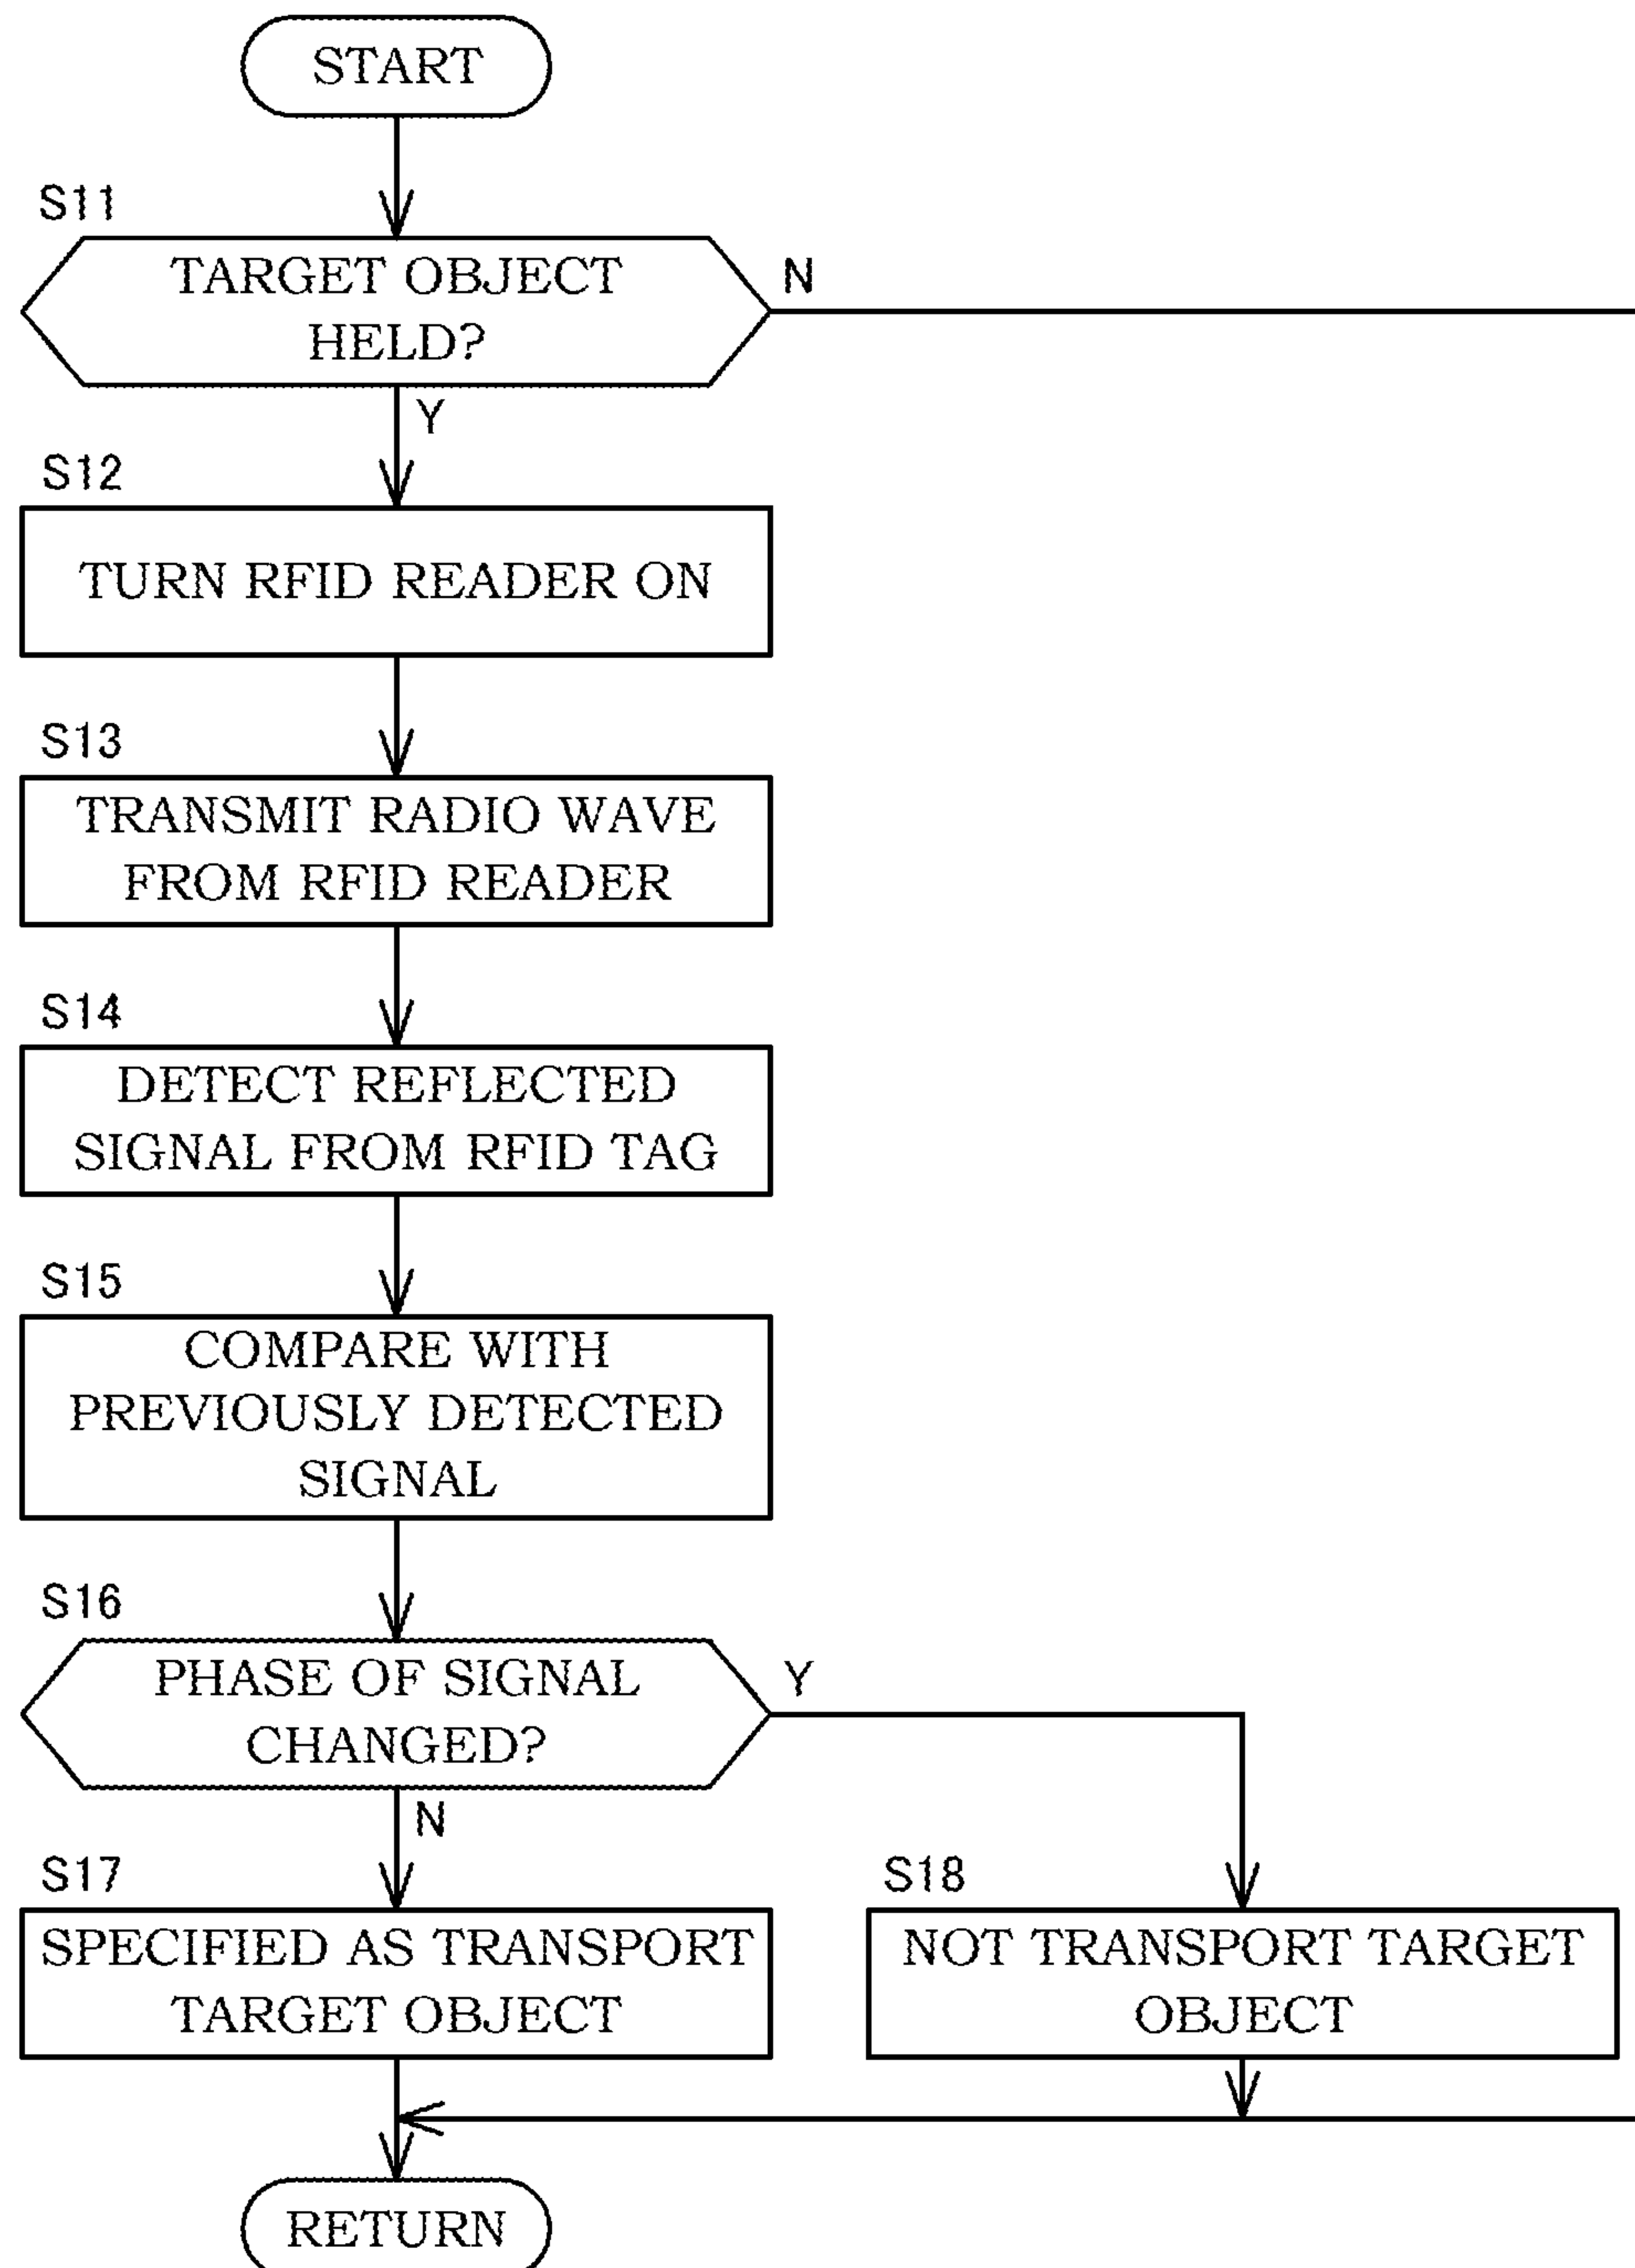 START
S11
TARGET OBJECT
HELD?
N
Y
S12
TURN RFID READER ON
S13
TRANSMIT RADIO WAVE
FROM RFID READER
S14
DETECT REFLECTED
SIGNAL FROM RFID TAG
S15
COMPARE WITH
PREVIOUSLY DETECTED
SIGNAL
S16
PHASE OF SIGNAL
CHANGED?
Y
N
S17
SPECIFIED AS TRANSPORT
TARGET OBJECT
S18
NOT TRANSPORT TARGET
OBJECT
RETURN